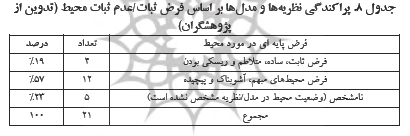 جدول ۸. پراکندگی نظریه‌ها و مدل‌ها بر اساس فرض ثبات/عدم ثبات محیط (تدوین از پژوهشگران)
فرض پایه ای در مورد محیط تعداد درصد
فرض ثابت، ساده، متلاطم و ریسکی بودن ۴ ٪۱۹
فرض محیط‌های مبهم، آشوبناک و پیچیده ۱۲ ٪۵۷
نامشخص (وضعیت محیط در مدل/نظریه مشخص نشده است) ۵ ٪۲۳
مجموع ۲۱ ۱۰۰